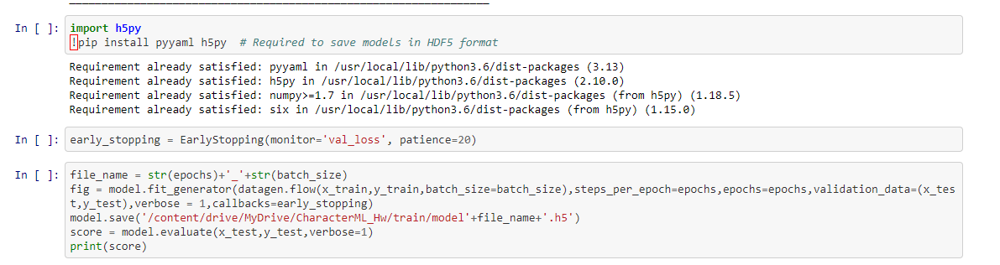 In [ ]: import h5py
!pip install pyyaml h5py  # Required to save models in HDF5 format
Requirement already satisfied: pyyaml in /usr/local/lib/python3.6/dist-packages (3.13)
Requirement already satisfied: h5py in /usr/local/lib/python3.6/dist-packages (2.10.0)
Requirement already satisfied: numpy>=1.7 in /usr/local/lib/python3.6/dist-packages (from h5py) (1.18.5)
Requirement already satisfied: six in /usr/local/lib/python3.6/dist-packages (from h5py) (1.15.0)
In [ ]: early_stopping = EarlyStopping(monitor='val_loss', patience=20)
In [ ]: file_name = str(epochs)+'_'+str(batch_size)
fig = model.fit_generator(datagen.flow(x_train,y_train,batch_size=batch_size),steps_per_epoch=epochs,epochs=epochs,validation_data=(x_tes
t,y_test),verbose = 1,callbacks=early_stopping)
model.save('/content/drive/MyDrive/CharacterML_Hw/train/model'+file_name+'.h5')
score = model.evaluate(x_test,y_test,verbose=1)
print(score)